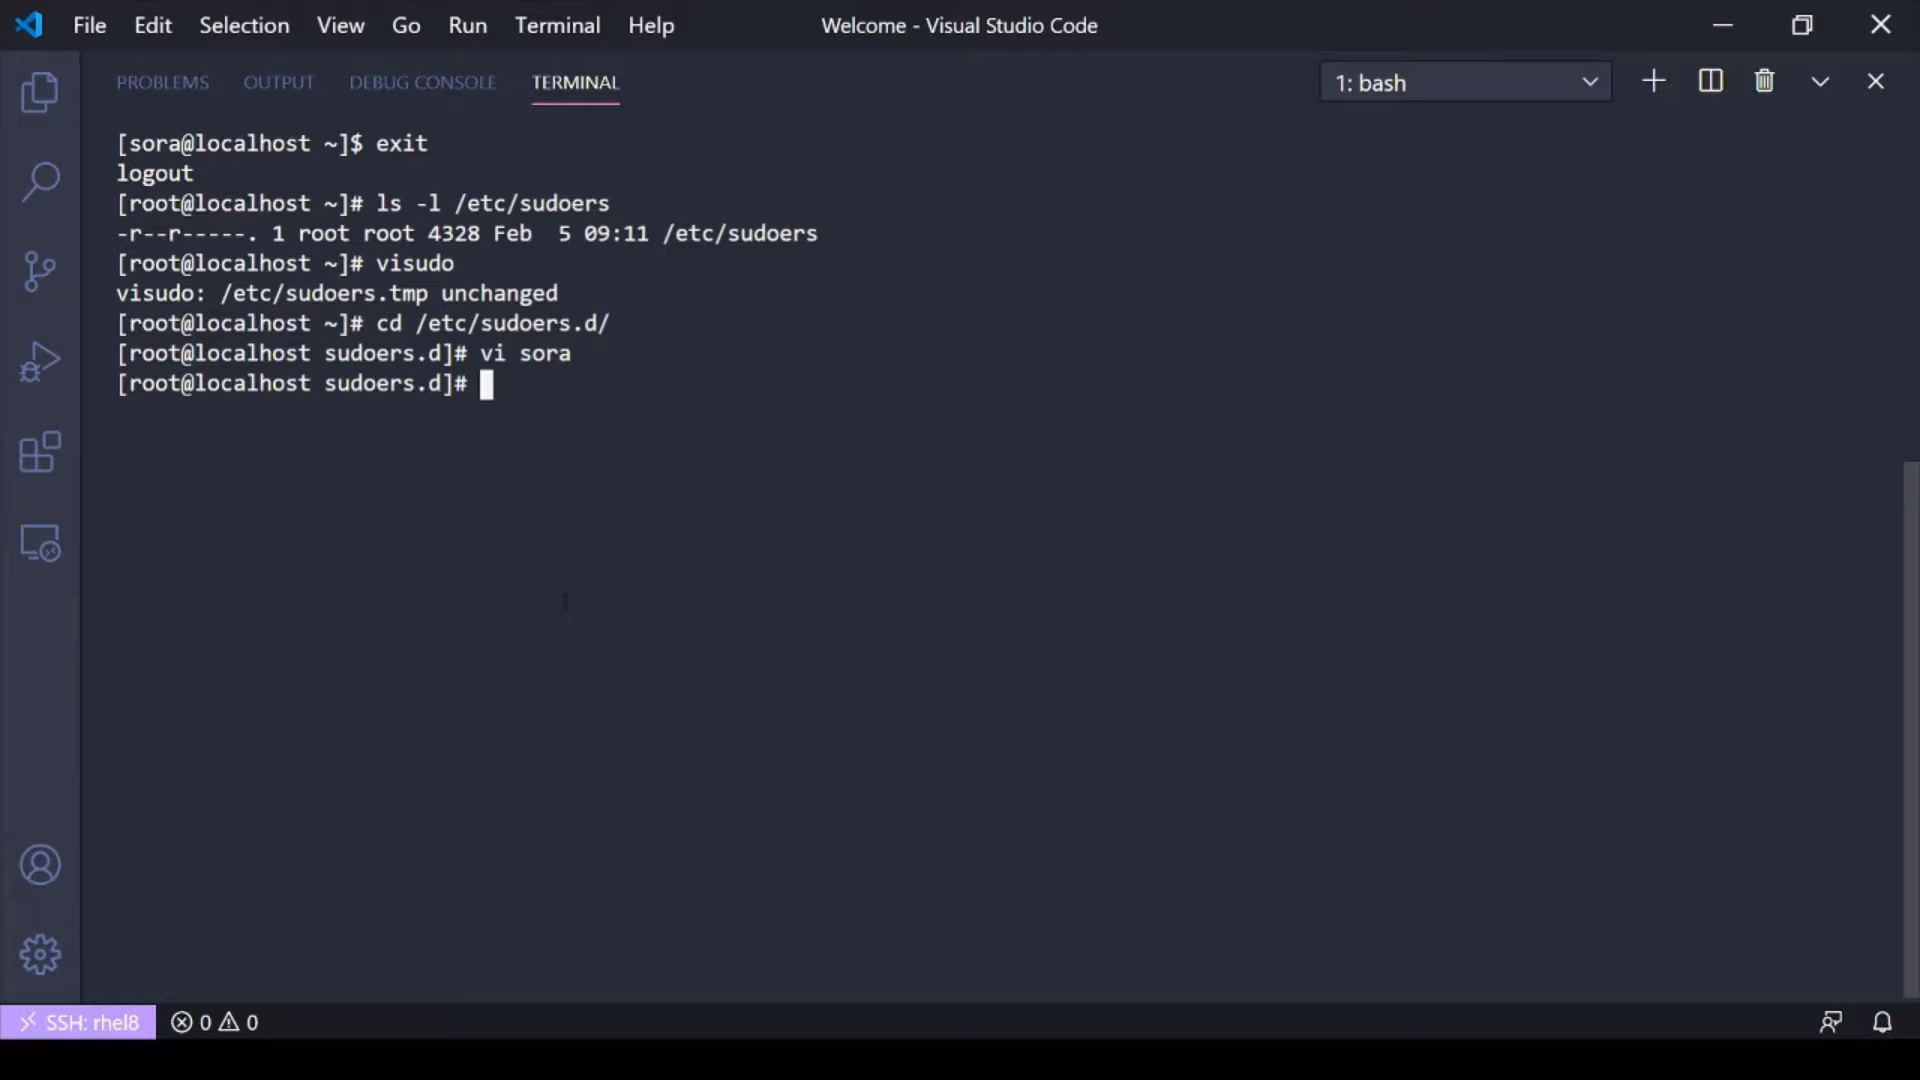 File Edit Selection View Go Run Terminal Help Welcome - Visual Studio Code
PROBLEMS OUTPUT DEBUG CONSOLE TERMINAL 1: bash
[sora@localhost ~]$ exit
logout
[root@localhost ~]# ls -l /etc/sudoers
-r--r-----. 1 root root 4328 Feb  5 09:11 /etc/sudoers
[root@localhost ~]# visudo
visudo: /etc/sudoers.tmp unchanged
[root@localhost ~]# cd /etc/sudoers.d/
[root@localhost sudoers.d]# vi sora
[root@localhost sudoers.d]#
SSH: rhel8 0 0